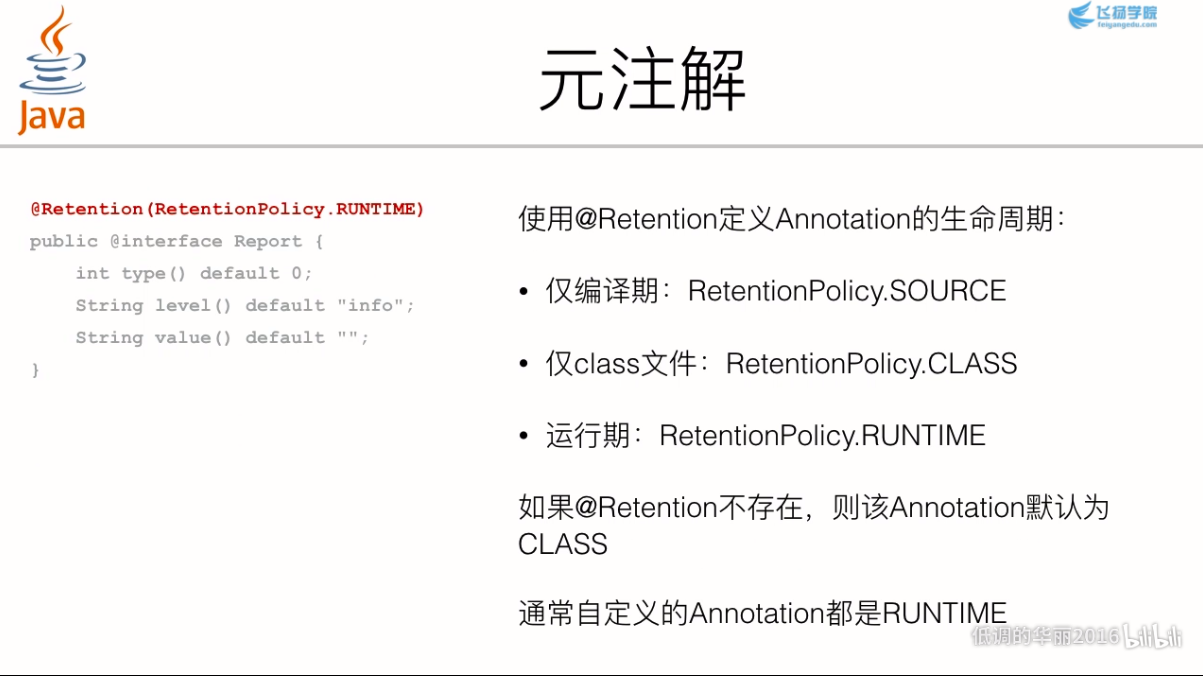 Java
飞扬学院
feiyangedu.com
元注解
@Retention(RetentionPolicy.RUNTIME)
public @interface Report {
    int type() default 0;
    String level() default "info";
    String value() default "";
}
使用@Retention定义Annotation的生命周期：
• 仅编译期：RetentionPolicy.SOURCE
• 仅class文件：RetentionPolicy.CLASS
• 运行期：RetentionPolicy.RUNTIME
如果@Retention不存在，则该Annotation默认为
CLASS
通常自定义的Annotation都是RUNTIME
低调的华丽2016 bilibili